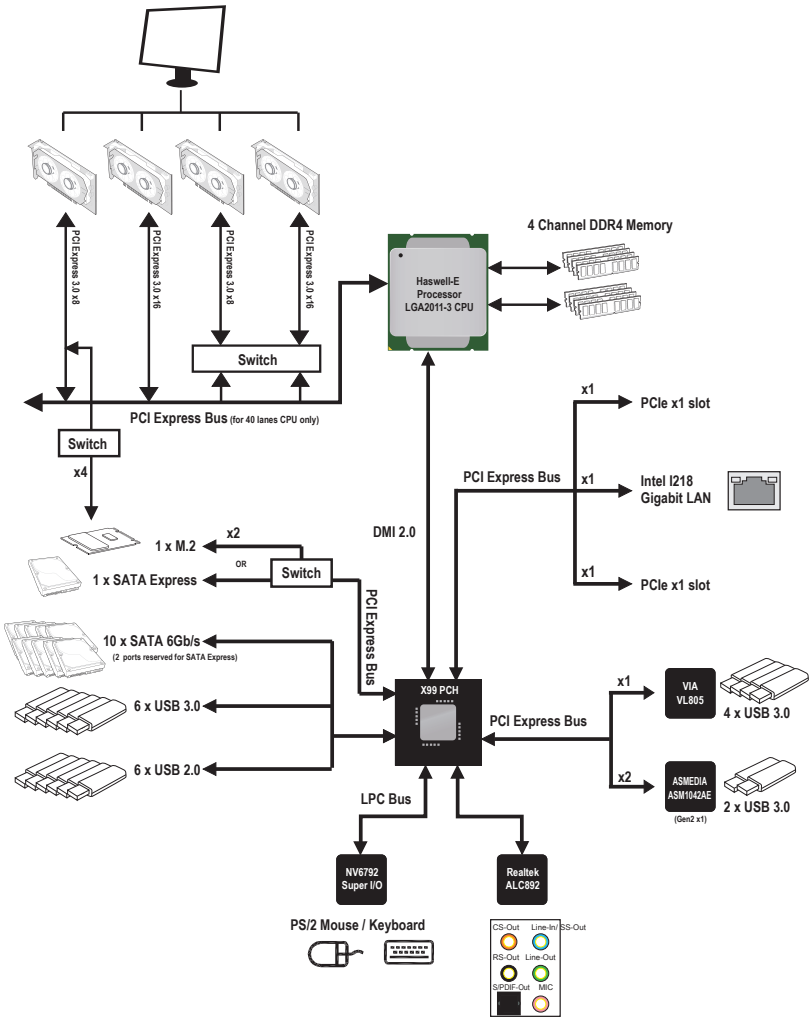 PCI Express 3.0 x8
PCI Express 3.0 x16
PCI Express 3.0 x8
PCI Express 3.0 x16
Switch
PCI Express Bus (for 40 lanes CPU only)
Switch
x4
Haswell-E
Processor
LGA2011-3 CPU
4 Channel DDR4 Memory
DMI 2.0
PCI Express Bus
x1
PCIe x1 slot
x1
Intel I218
Gigabit LAN
x1
PCIe x1 slot
1 x M.2
x2
OR
Switch
1 x SATA Express
PCI Express Bus
10 x SATA 6Gb/s
(2 ports reserved for SATA Express)
6 x USB 3.0
6 x USB 2.0
X99 PCH
PCI Express Bus
x1
VIA
VL805
4 x USB 3.0
x2
ASMEDIA
ASM1042AE
(Gen2 x1)
2 x USB 3.0
LPC Bus
NV6792
Super I/O
Realtek
ALC892
PS/2 Mouse / Keyboard
CS-Out
Line-In/ SS-Out
RS-Out
Line-Out
S/PDIF-Out
MIC